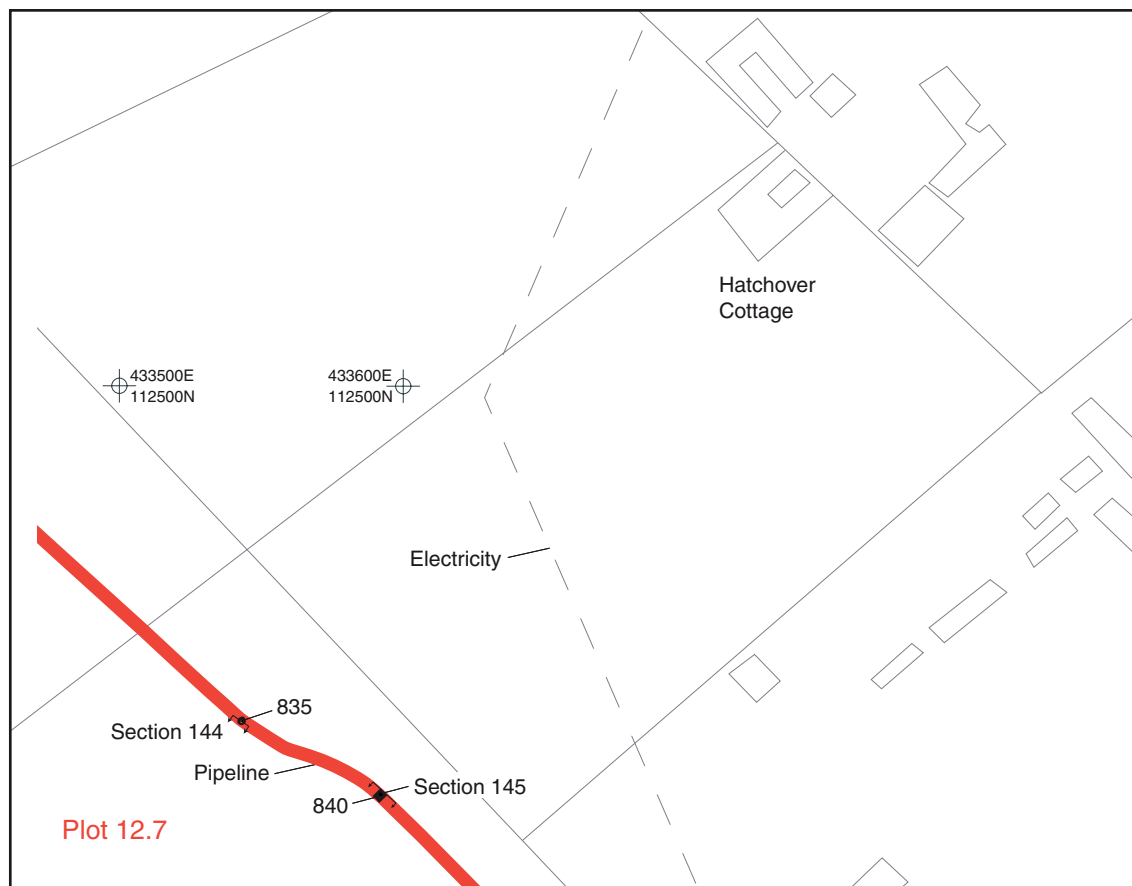 Hatchover
Cottage
433500E
112500N
433600E
112500N
Electricity
835
Section 144
Pipeline
Section 145
840
Plot 12.7